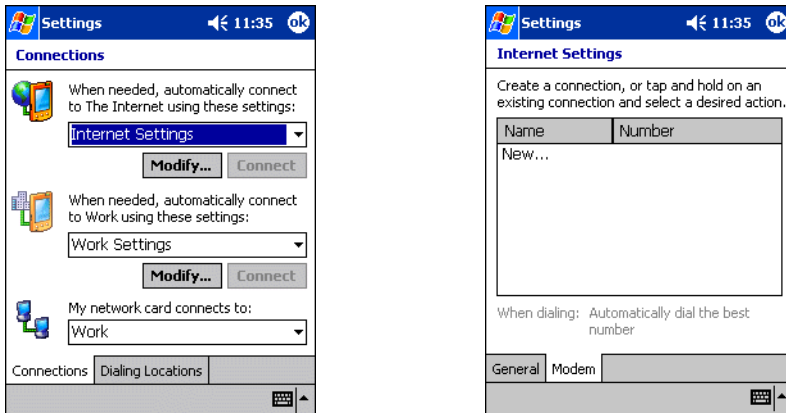 Settings 11:35 ok
Connections
When needed, automatically connect
to The Internet using these settings:
Internet Settings
Modify... Connect
When needed, automatically connect
to Work using these settings:
Work Settings
Modify... Connect
My network card connects to:
Work
Connections Dialing Locations
Settings 11:35 ok
Internet Settings
Create a connection, or tap and hold on an
existing connection and select a desired action.
Name Number
New...
When dialing: Automatically dial the best
number
General Modem